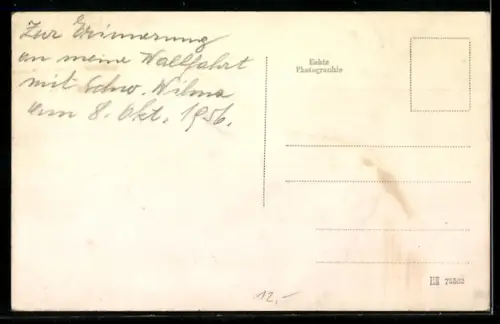 Zur Erinnerung
an meine Wallfahrt
mit Schw. Wilma
am 8. Okt. 1956.
Echte
Photographie
12,-